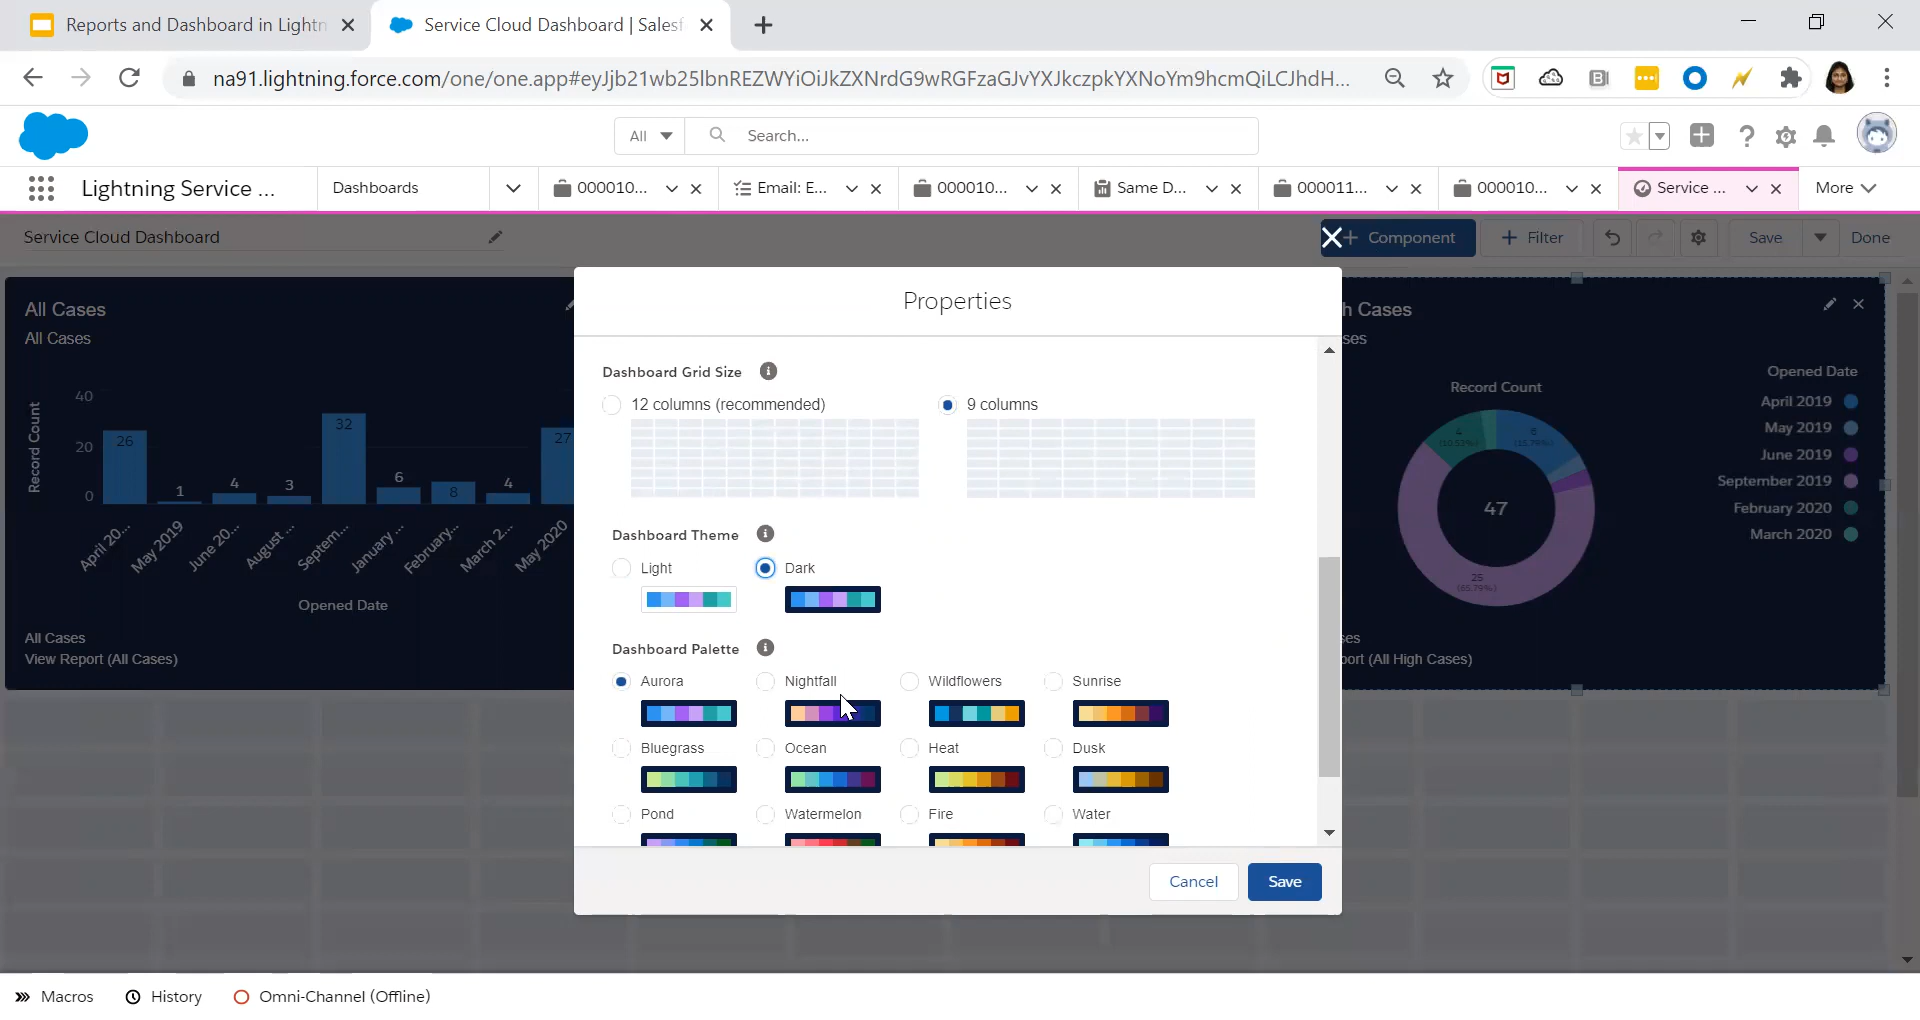 Reports and Dashboard in Lightn
Service Cloud Dashboard | Salesf
na91.lightning.force.com/one/one.app#eyJjb21wb25lbnREZWYiOiJkZXNrdG9wRGFzaGJvYXJkczpkYXNoYm9hcmQiLCJhdH...
All
Search...
Lightning Service ...
Dashboards
000010...
Email: E...
000010...
Same D...
000011...
000010...
Service ...
More
Service Cloud Dashboard
+ Component
+ Filter
Save
Done
All Cases
All Cases
Record Count
40
20
0
26
1
4
3
32
6
8
4
27
April 20...
May 2019
June 20...
August ...
Septem...
January ...
February...
March 2...
May 2020
Opened Date
All Cases
View Report (All Cases)
Properties
Dashboard Grid Size
12 columns (recommended)
9 columns
Dashboard Theme
Light
Dark
Dashboard Palette
Aurora
Nightfall
Wildflowers
Sunrise
Bluegrass
Ocean
Heat
Dusk
Pond
Watermelon
Fire
Water
Cancel
Save
h Cases
ses
Record Count
4
(10.53%)
47
25
(65.79%)
Opened Date
April 2019
May 2019
June 2019
September 2019
February 2020
March 2020
ses
port (All High Cases)
Macros
History
Omni-Channel (Offline)